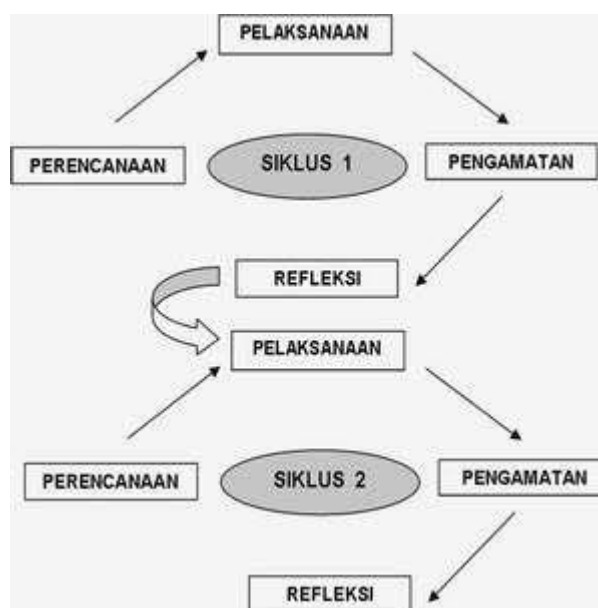 PELAKSANAAN
PERENCANAAN
SIKLUS 1
PENGAMATAN
REFLEKSI
PELAKSANAAN
PERENCANAAN
SIKLUS 2
PENGAMATAN
REFLEKSI